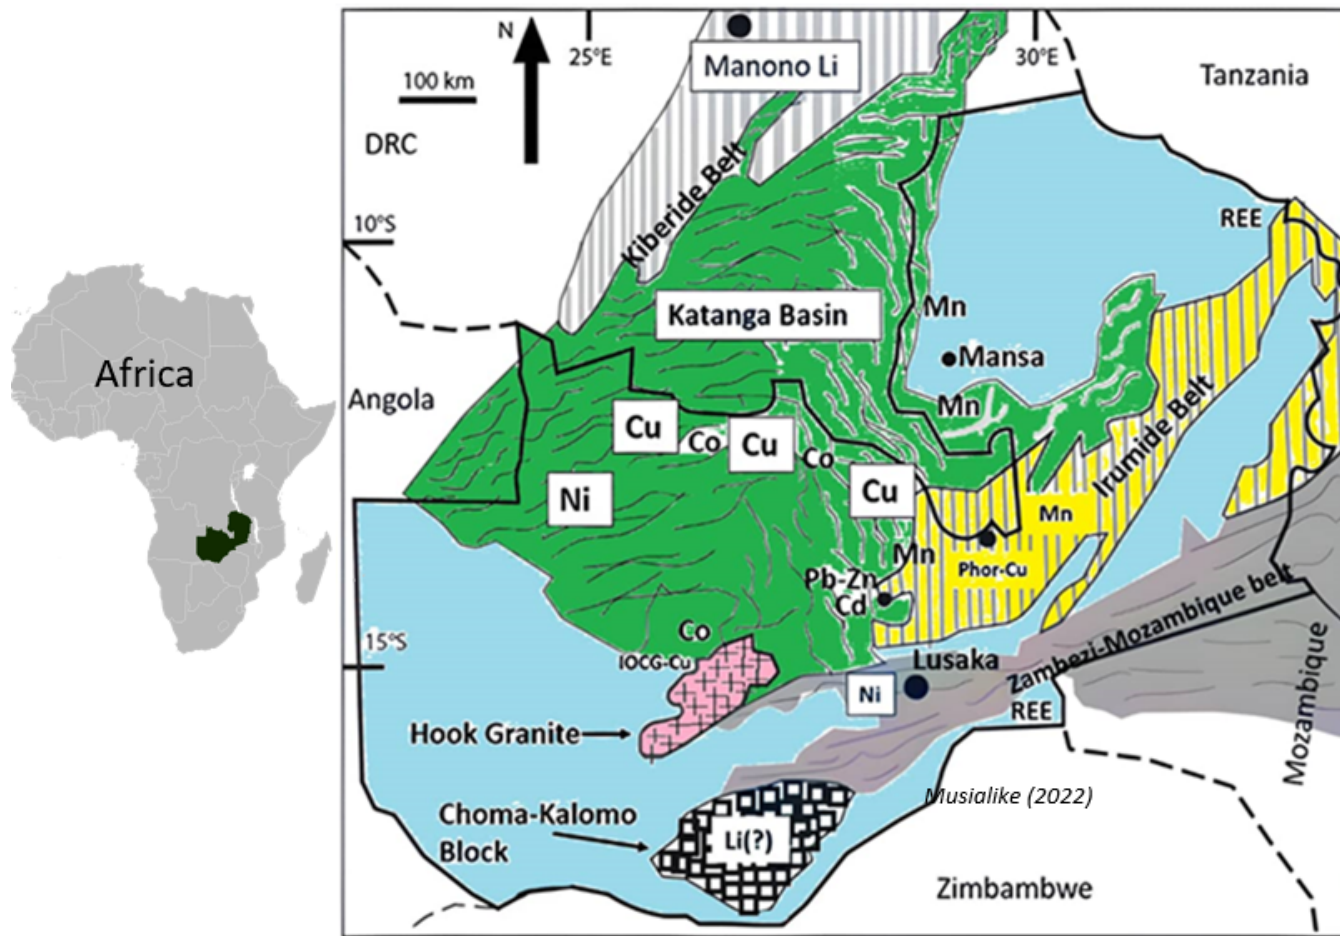 Africa
N
25°E
30°E
Manono Li
Tanzania
100 km
DRC
Kiberide Belt
10°S
REE
Katanga Basin
Mn
Mansa
Angola
Mn
Irumide Belt
Cu
Co
Cu
Co
Cu
Ni
Mn
Mn
Phor-Cu
Pb-Zn
Cd
Co
15°S
IOCG-Cu
Lusaka
Zambezi-Mozambique belt
Ni
REE
Mozambique
Hook Granite
Musialike (2022)
Choma-Kalomo
Block
Li(?)
Zimbambwe